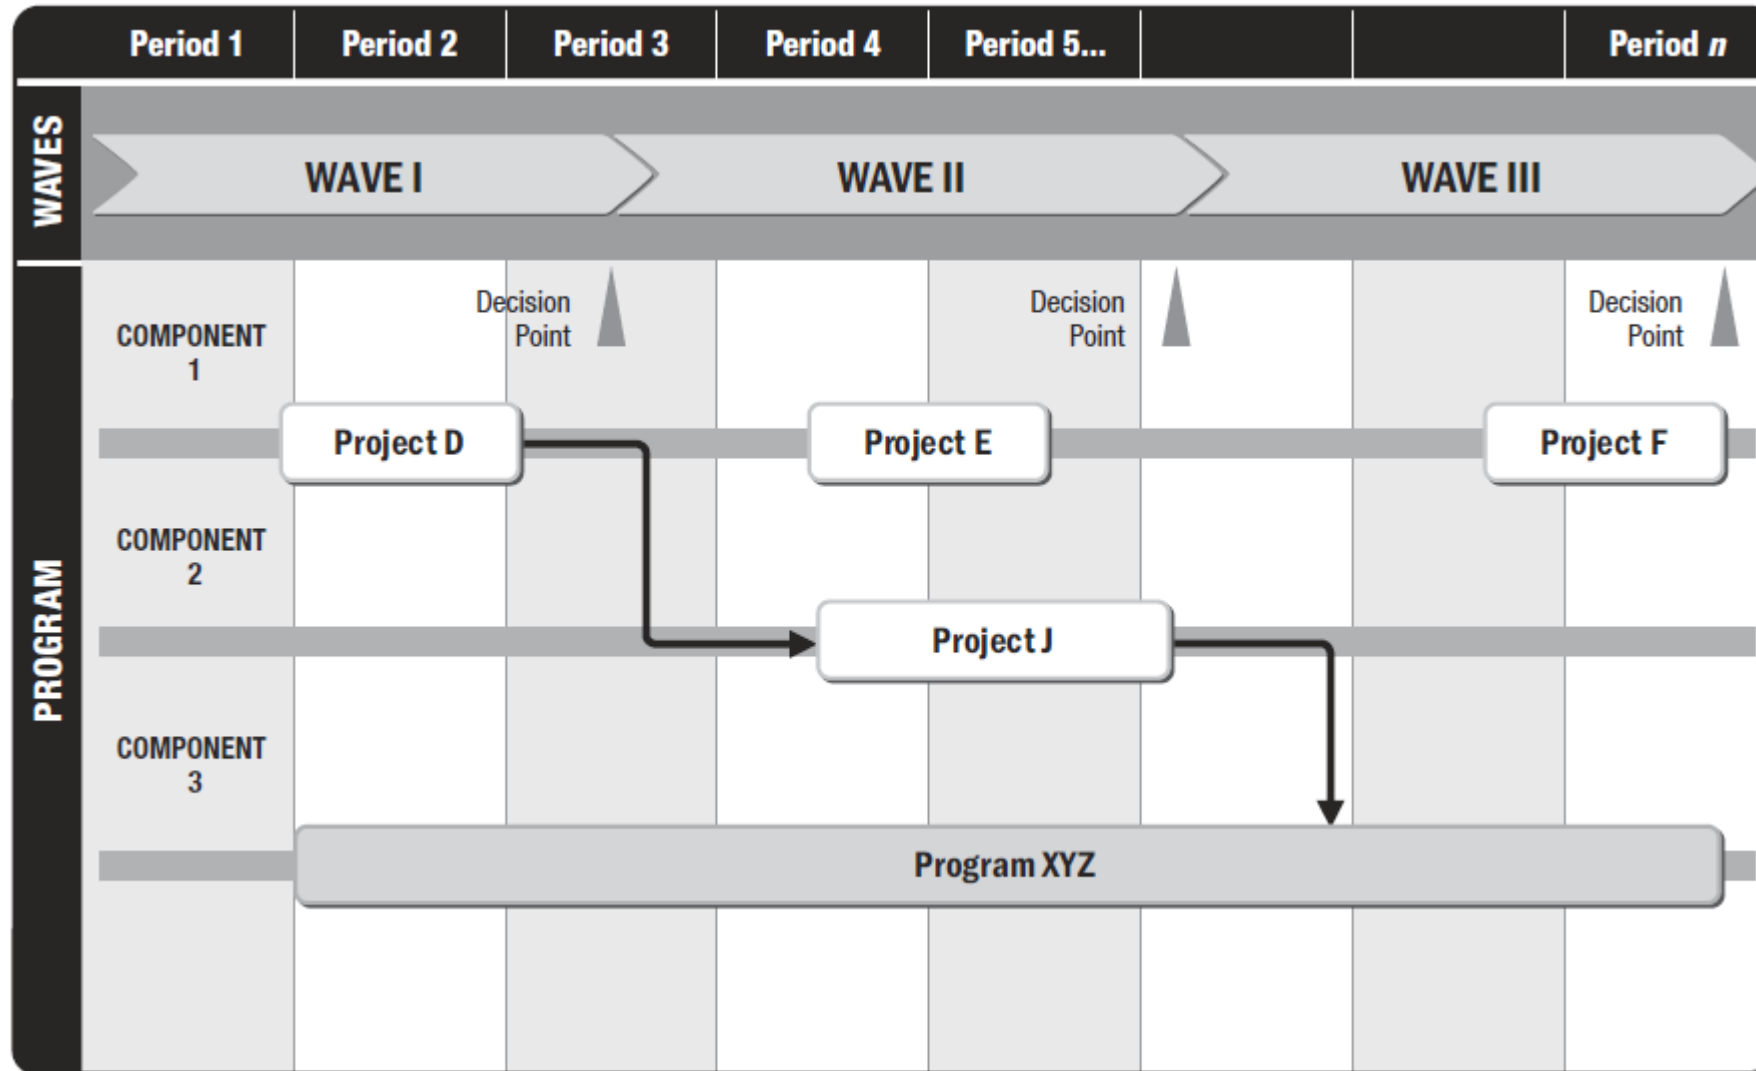 Period 1
Period 2
Period 3
Period 4
Period 5...
Period n
WAVES
WAVE I
WAVE II
WAVE III
PROGRAM
Decision
Point
Decision
Point
Decision
Point
COMPONENT
1
Project D
Project E
Project F
COMPONENT
2
Project J
COMPONENT
3
Program XYZ